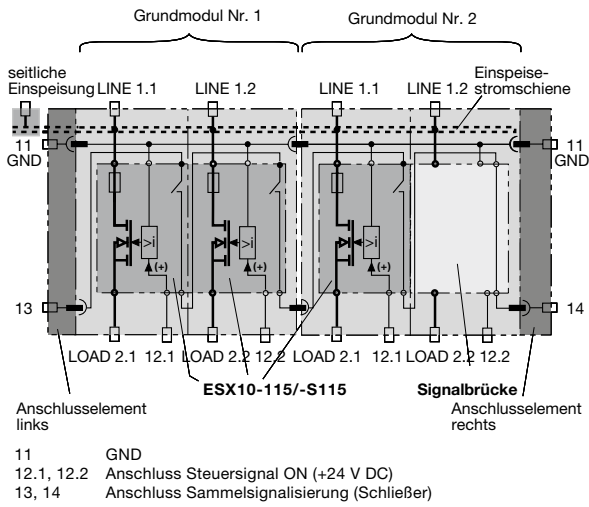 Grundmodul Nr. 1
Grundmodul Nr. 2
seitliche
Einspeisung
LINE 1.1
LINE 1.2
LINE 1.1
LINE 1.2
Einspeise-
stromschiene
11
GND
11
GND
>i
>i
>i
(+)
(+)
(+)
13
14
LOAD 2.1
12.1
LOAD 2.2
12.2
LOAD 2.1
12.1
LOAD 2.2
12.2
ESX10-115/-S115
Signalbrücke
Anschlusselement
links
Anschlusselement
rechts
11 GND
12.1, 12.2 Anschluss Steuersignal ON (+24 V DC)
13, 14 Anschluss Sammelsignalisierung (Schließer)